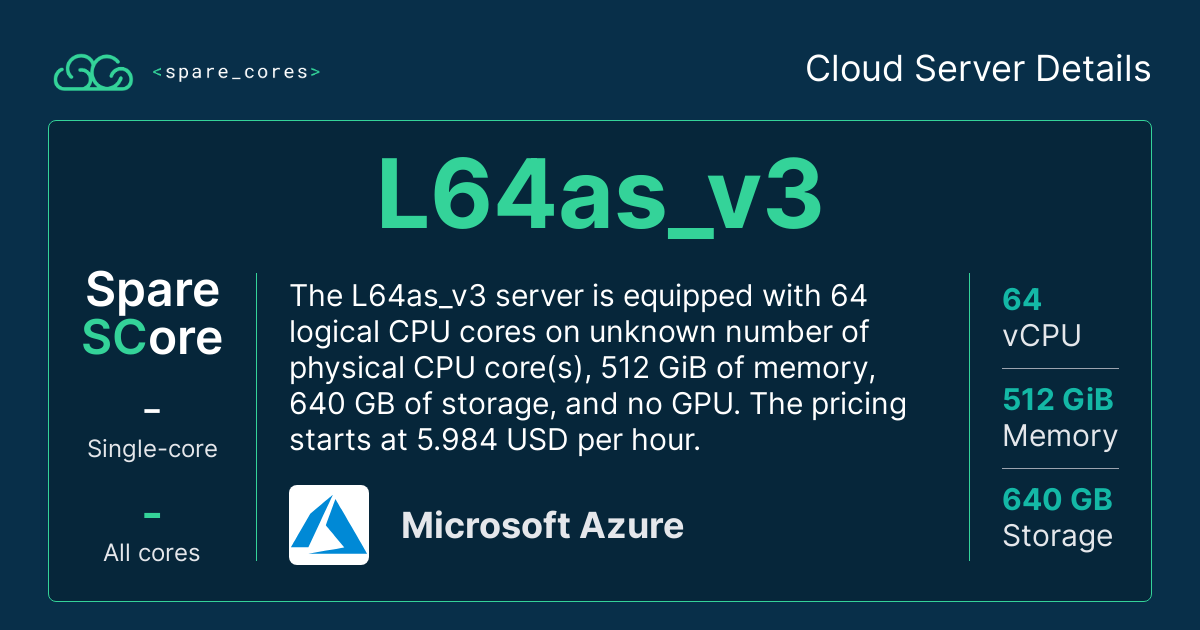 <spare_cores>
Cloud Server Details
L64as_v3
Spare
SCore
–
Single-core
–
All cores
The L64as_v3 server is equipped with 64
logical CPU cores on unknown number of
physical CPU core(s), 512 GiB of memory,
640 GB of storage, and no GPU. The pricing
starts at 5.984 USD per hour.
Microsoft Azure
64
vCPU
512 GiB
Memory
640 GB
Storage